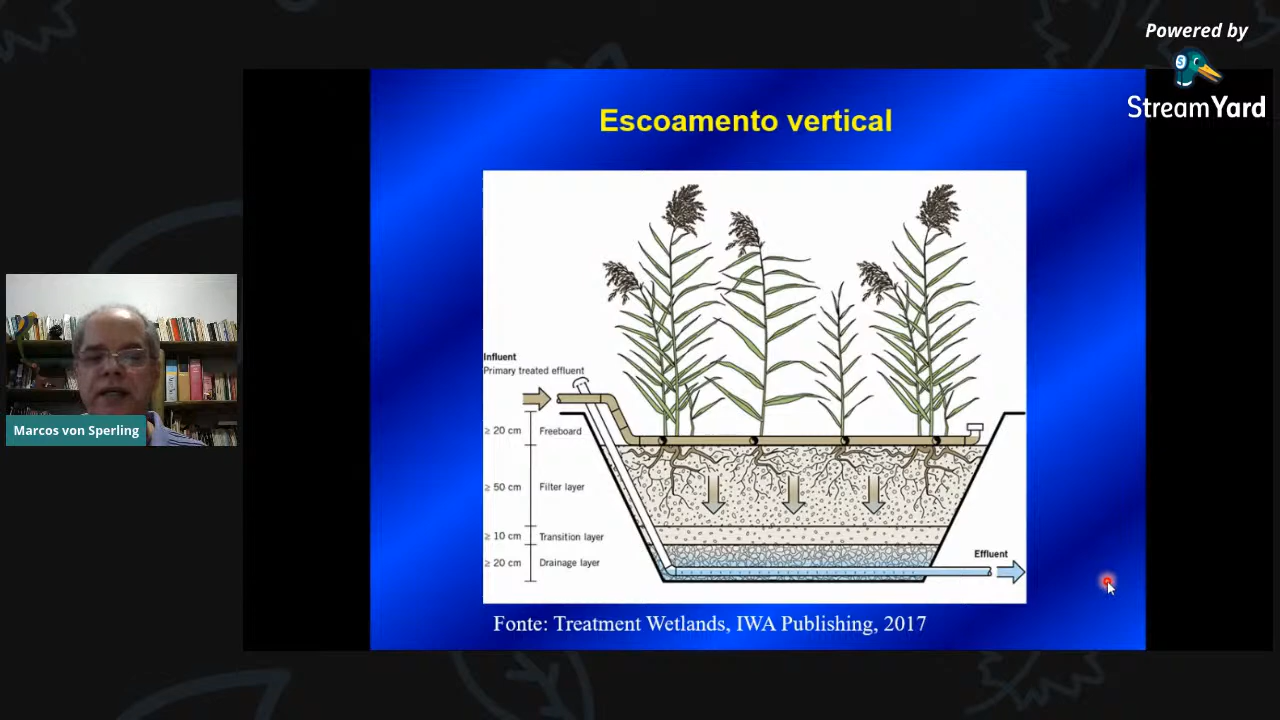 Powered by
StreamYard
Escoamento vertical
Influent
Primary treated effluent
≥ 20 cm Freeboard
≥ 50 cm Filter layer
≥ 10 cm Transition layer
≥ 20 cm Drainage layer
Effluent
Marcos von Sperling
Fonte: Treatment Wetlands, IWA Publishing, 2017